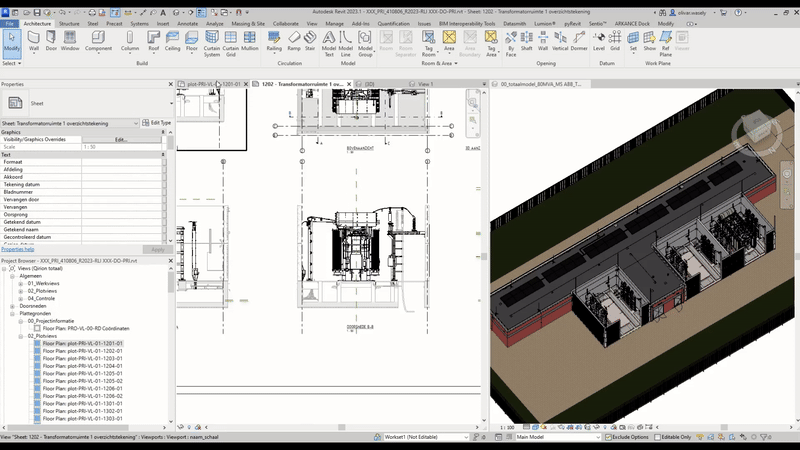 Autodesk Revit 2023.1 - XXX_PRI_410806_R2023-RLI XXX-DO-PRI.rvt - Sheet: 1202 - Transformatorruimte 1 overzichtstekening
File Architecture Structure Steel Precast Systems Insert Annotate Analyze Massing & Site Collaborate View Manage Add-Ins Quantification Issues BIM Interoperability Tools Datasmith Lumion® pyRevit Sentio™ ARKANCE Dock Modify
Modify Wall Door Window Component Column Roof Ceiling Floor Curtain System Curtain Grid Mullion Railing Ramp Stair Model Text Model Line Model Group Room Room Separator Tag Room Area Area Boundary Tag Area By Face Shaft Wall Vertical Dormer Level Grid Set Show Ref Plane Viewer
Select Build Circulation Model Room & Area Opening Datum Work Plane
Properties
Sheet
Sheet: Transformatorruimte 1 overzichtstekening
Edit Type
Graphics
Visibility/Graphics Overrides Edit...
Scale 1 : 50
Text
Formaat
Afdeling
Akkoord
Tekening datum
Bladnummer
Vervangen door
Oorsprong
Getekend datum
Getekend naam
Gecontroleerd datum
Properties help
Apply
Project Browser - XXX_PRI_410806_R2023-RLI XXX-DO-PRI.rvt
Views (Qirion totaal)
Algemeen
01_Werkviews
02_Plotviews
04_Controle
Doorsneden
Plattegronden
00_Projectinformatie
Floor Plan: PRO-VL-00-RD Coördinaten
02_Plotviews
Floor Plan: plot-PRI-VL-01-1201-01
Floor Plan: plot-PRI-VL-01-1202-01
Floor Plan: plot-PRI-VL-01-1203-01
Floor Plan: plot-PRI-VL-01-1204-01
Floor Plan: plot-PRI-VL-01-1205-01
Floor Plan: plot-PRI-VL-01-1205-02
Floor Plan: plot-PRI-VL-01-1206-01
Floor Plan: plot-PRI-VL-01-1206-02
Floor Plan: plot-PRI-VL-01-1301-01
Floor Plan: plot-PRI-VL-01-1302-01
Floor Plan: plot-PRI-VL-01-1303-01
plot-PRI-VL-01-1201-01
1202 - Transformatorruimte 1 over...
{3D}
View 1
00_totaalmodel_80MVA_MS ABB_T...
BOVENAANZICHT
DOORSNEDE B-B
1 : 100
View "Sheet: 1202 - Transformatorruimte 1 overzichtstekening" : Viewports : Viewport : naam_schaal
Workset1 (Not Editable)
:0
Main Model
Exclude Options
Editable Only